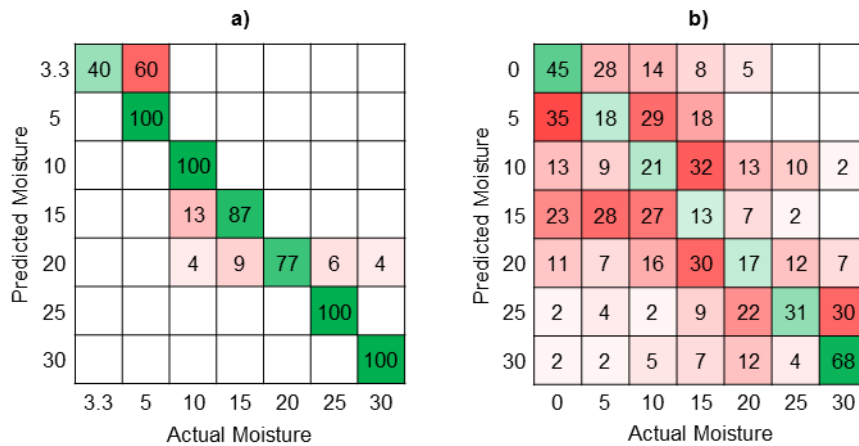 a)
Predicted Moisture
3.3 40 60
5 100
10 100
15 13 87
20 4 9 77 6 4
25 100
30 100
3.3 5 10 15 20 25 30
Actual Moisture
b)
Predicted Moisture
0 45 28 14 8 5
5 35 18 29 18
10 13 9 21 32 13 10 2
15 23 28 27 13 7 2
20 11 7 16 30 17 12 7
25 2 4 2 9 22 31 30
30 2 2 5 7 12 4 68
0 5 10 15 20 25 30
Actual Moisture